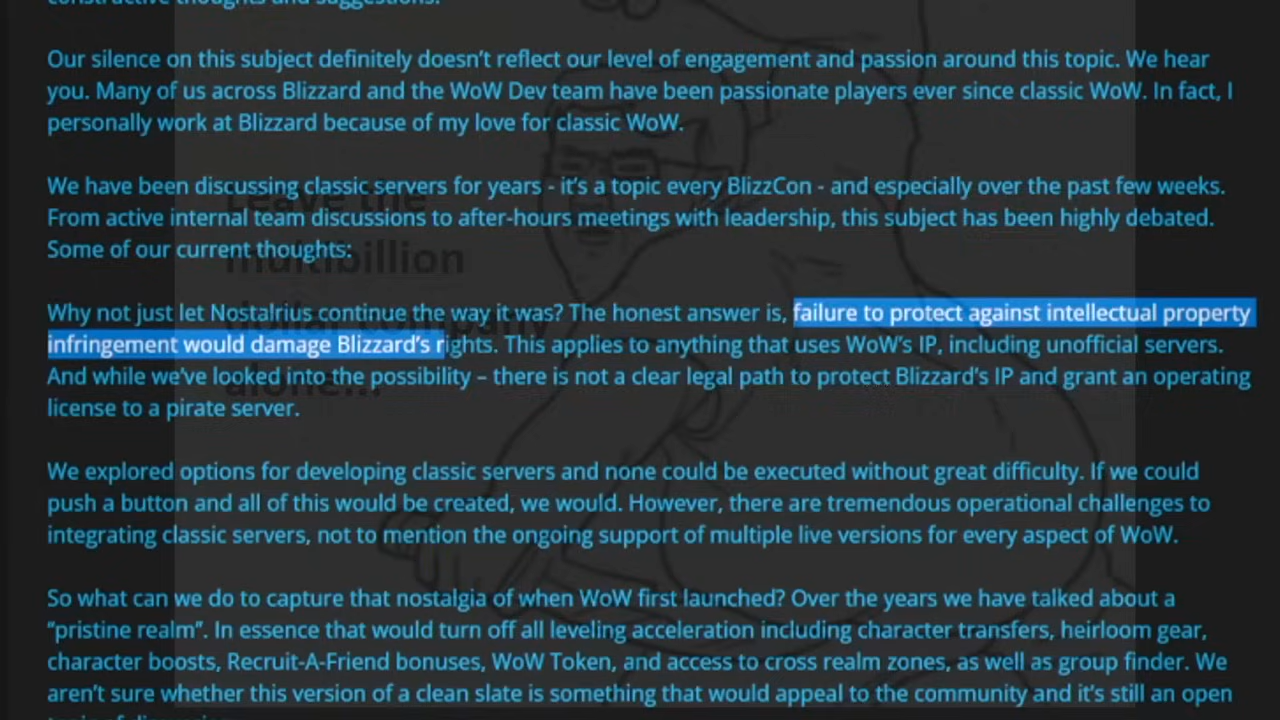 constructive thoughts and suggestions.
Our silence on this subject definitely doesn’t reflect our level of engagement and passion around this topic. We hear
you. Many of us across Blizzard and the WoW Dev team have been passionate players ever since classic WoW. In fact, I
personally work at Blizzard because of my love for classic WoW.
We have been discussing classic servers for years - it’s a topic every BlizzCon - and especially over the past few weeks.
From active internal team discussions to after-hours meetings with leadership, this subject has been highly debated.
Some of our current thoughts:
Why not just let Nostalrius continue the way it was? The honest answer is, failure to protect against intellectual property
infringement would damage Blizzard’s rights. This applies to anything that uses WoW’s IP, including unofficial servers.
And while we’ve looked into the possibility – there is not a clear legal path to protect Blizzard’s IP and grant an operating
license to a pirate server.
We explored options for developing classic servers and none could be executed without great difficulty. If we could
push a button and all of this would be created, we would. However, there are tremendous operational challenges to
integrating classic servers, not to mention the ongoing support of multiple live versions for every aspect of WoW.
So what can we do to capture that nostalgia of when WoW first launched? Over the years we have talked about a
“pristine realm”. In essence that would turn off all leveling acceleration including character transfers, heirloom gear,
character boosts, Recruit-A-Friend bonuses, WoW Token, and access to cross realm zones, as well as group finder. We
aren’t sure whether this version of a clean slate is something that would appeal to the community and it’s still an open
Leave the
multibillion
dollar company
alone...